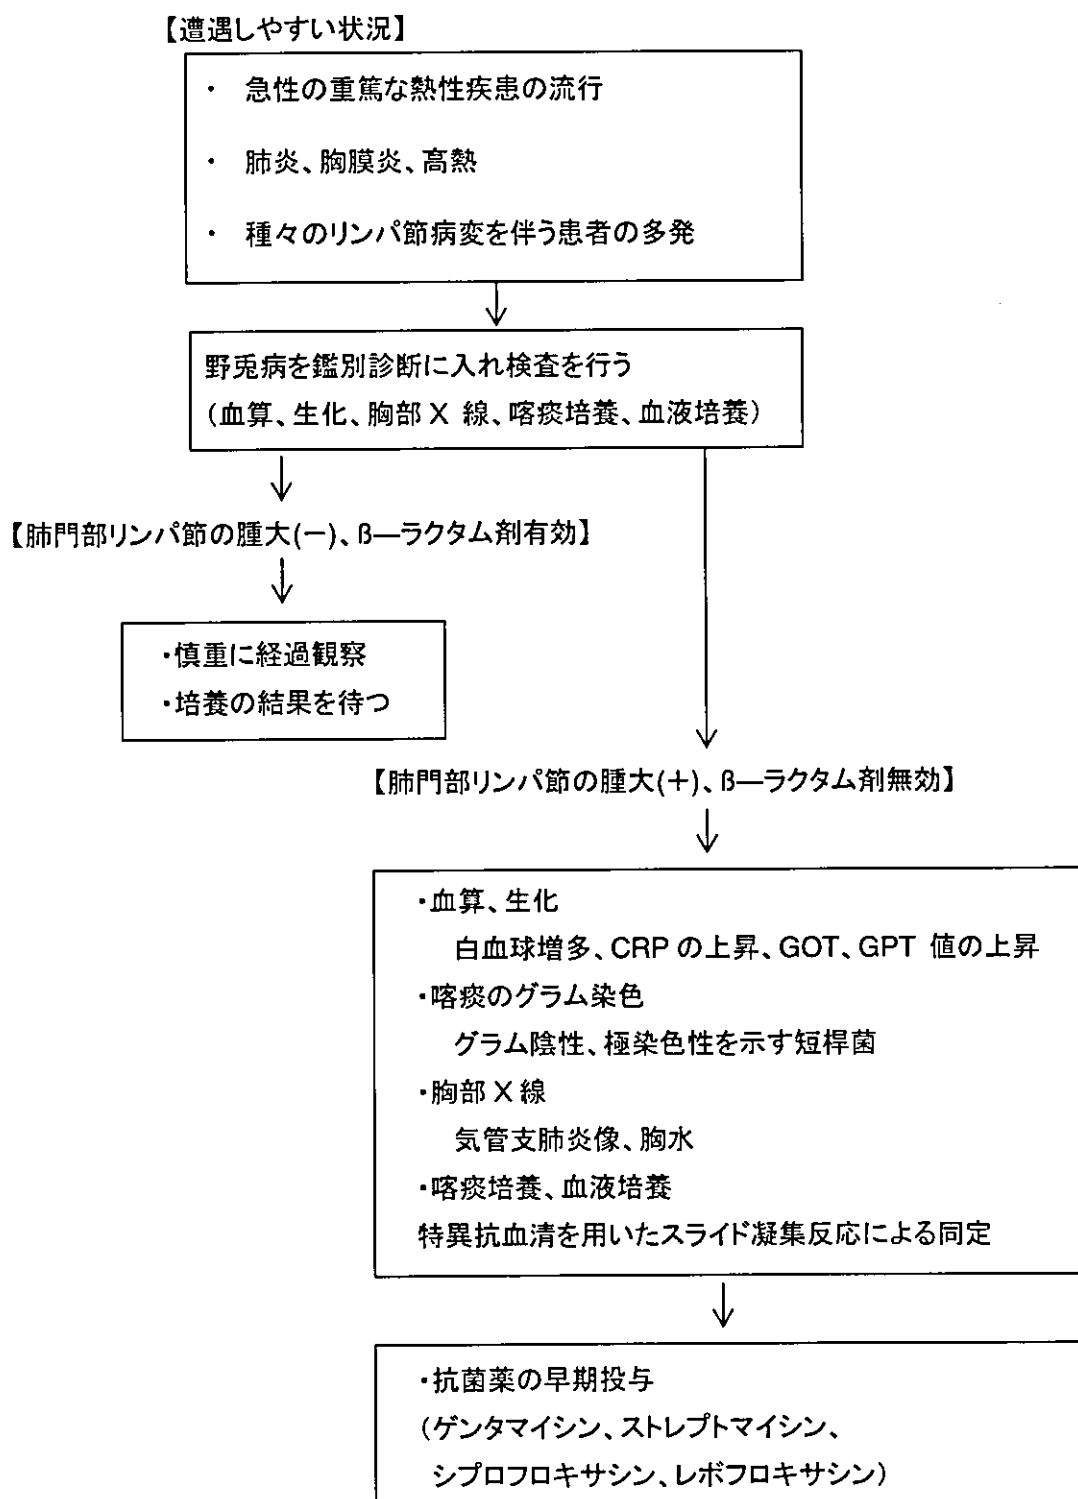 【遭遇しやすい状況】
・ 急性の重篤な熱性疾患の流行
・ 肺炎、胸膜炎、高熱
・ 種々のリンパ節病変を伴う患者の多発
野兎病を鑑別診断に入れ検査を行う
（血算、生化、胸部 X 線、喀痰培養、血液培養）
【肺門部リンパ節の腫大(－)、ß―ラクタム剤有効】
・慎重に経過観察
・培養の結果を待つ
【肺門部リンパ節の腫大(＋)、ß―ラクタム剤無効】
・血算、生化
白血球増多、CRP の上昇、GOT、GPT 値の上昇
・喀痰のグラム染色
グラム陰性、極染色性を示す短桿菌
・胸部 X 線
気管支肺炎像、胸水
・喀痰培養、血液培養
特異抗血清を用いたスライド凝集反応による同定
・抗菌薬の早期投与
（ゲンタマイシン、ストレプトマイシン、
シプロフロキサシン、レボフロキサシン）